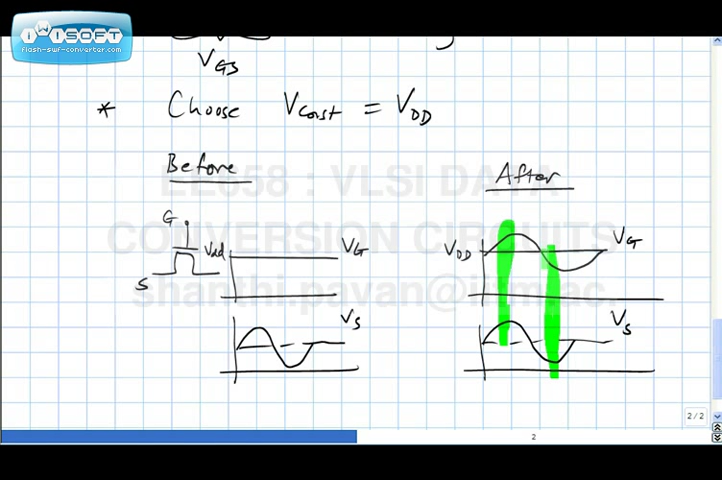 iWISOFT
flash-swf-converter.com
VGS
* Choose Vconst = VDD
Before
After
EE658 : VLSI DATA
CONVERSION CIRCUITS
G
Vdd
VG
VDD
VG
S
VS
VS
2/2
2